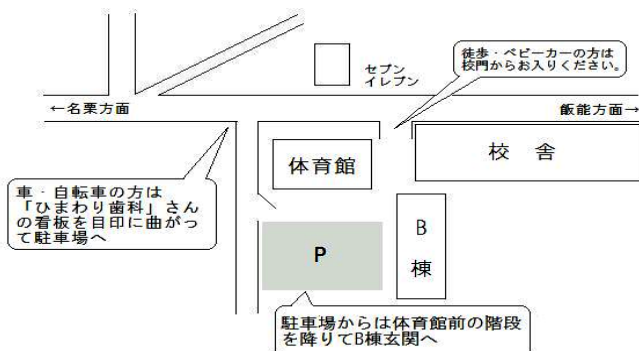 セブン
イレブン
徒歩・ベビーカーの方は
校門からお入りください。
←名栗方面
飯能方面→
体育館
校 舎
車・自転車の方は
「ひまわり歯科」さん
の看板を目印に曲がっ
て駐車場へ
P
B
棟
駐車場からは体育館前の階段
を降りてB棟玄関へ